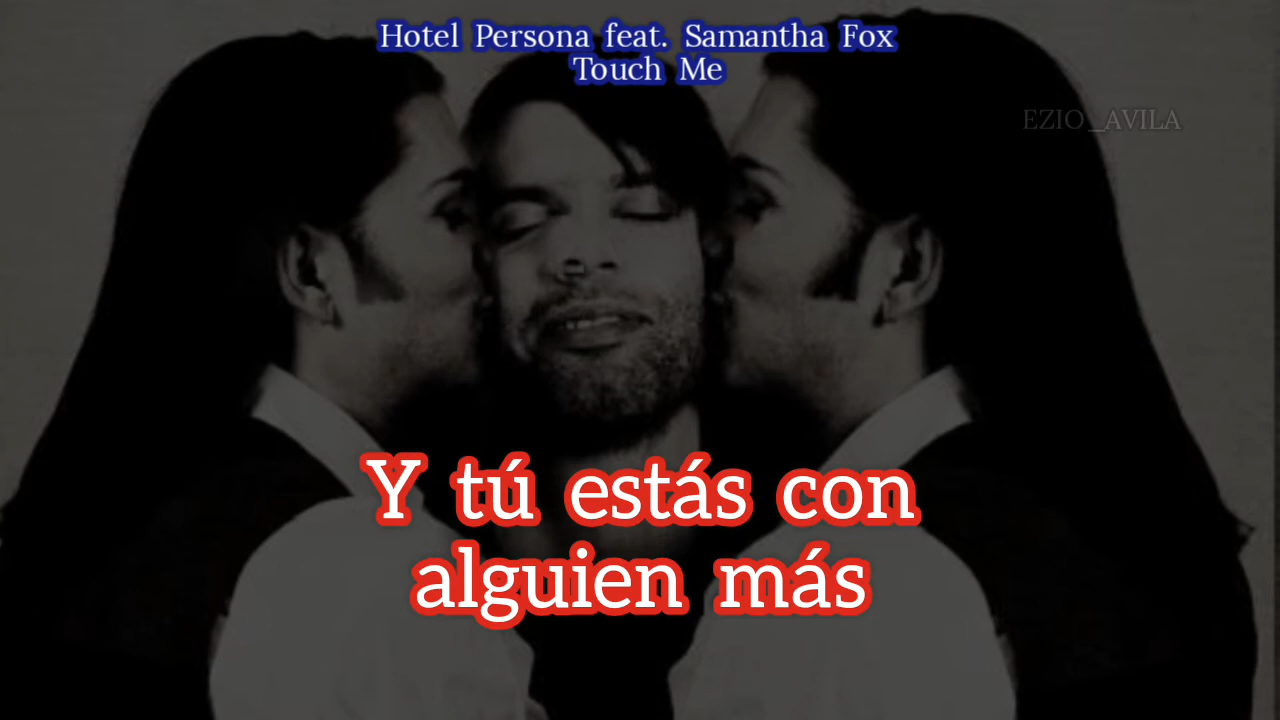 Hotel Persona feat. Samantha Fox
Touch Me
EZIO_AVILA
Y tú estás con
alguien más